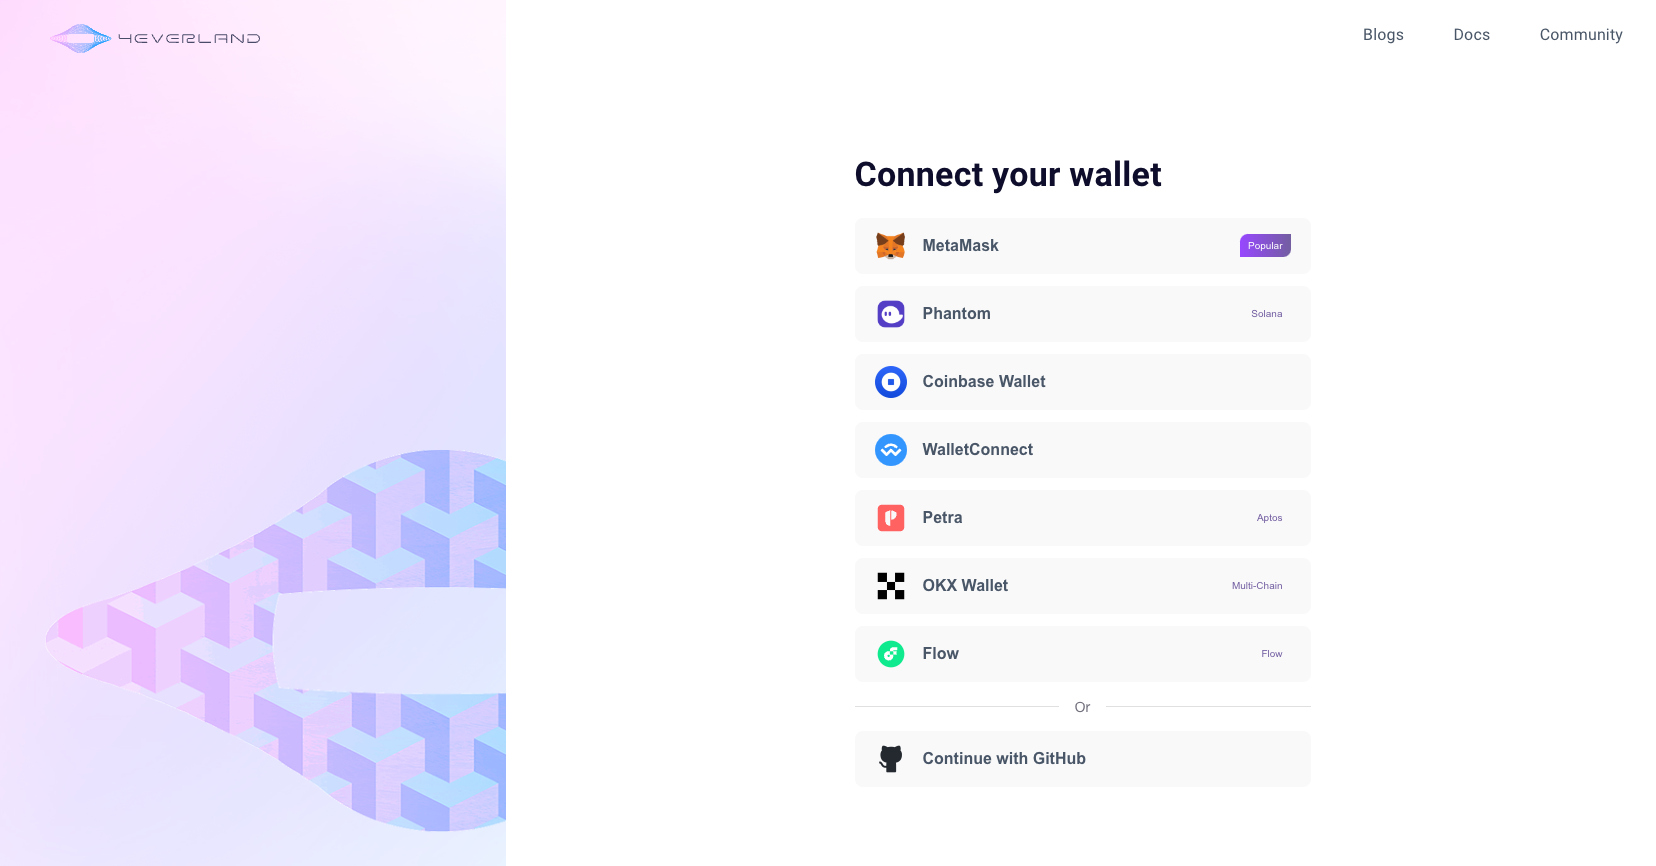 4EVERLAND
Blogs
Docs
Community
Connect your wallet
MetaMask
Popular
Phantom
Solana
Coinbase Wallet
WalletConnect
Petra
Aptos
OKX Wallet
Multi-Chain
Flow
Flow
Or
Continue with GitHub